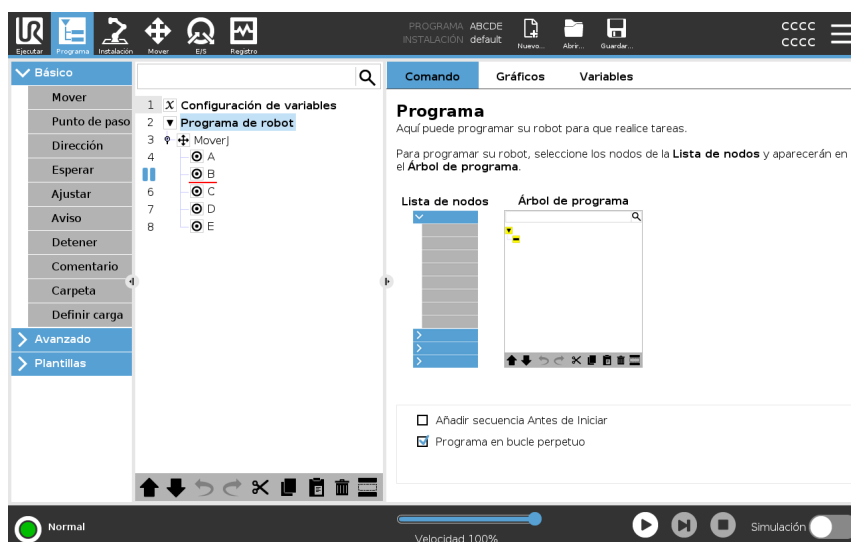 UR
PROGRAMA ABCDE
INSTALACIÓN default
Ejecutar Programa Instalación Mover E/S Registro
Nuevo... Abrir... Guardar...
CCCC
CCCC
Básico
Mover
Punto de paso
Dirección
Esperar
Ajustar
Aviso
Detener
Comentario
Carpeta
Definir carga
Avanzado
Plantillas
1 X Configuración de variables
2 Programa de robot
3 MoverJ
4 A
B
6 C
7 D
8 E
Comando Gráficos Variables
Programa
Aquí puede programar su robot para que realice tareas.
Para programar su robot, seleccione los nodos de la Lista de nodos y aparecerán en
el Árbol de programa.
Lista de nodos Árbol de programa
Añadir secuencia Antes de Iniciar
Programa en bucle perpetuo
Normal
Velocidad 100%
Simulación